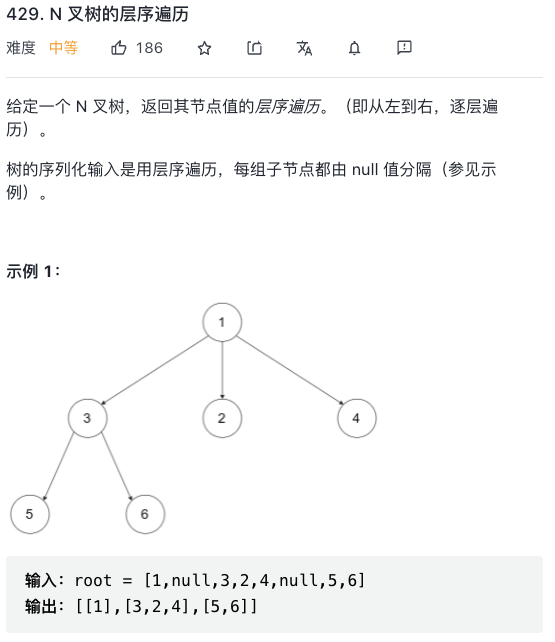 429. N 叉树的层序遍历
难度 中等 186
给定一个 N 叉树，返回其节点值的层序遍历。（即从左到右，逐层遍
历）。
树的序列化输入是用层序遍历，每组子节点都由 null 值分隔（参见示
例）。
示例 1：
1
3 2 4
5 6
输入：root = [1,null,3,2,4,null,5,6]
输出：[[1],[3,2,4],[5,6]]